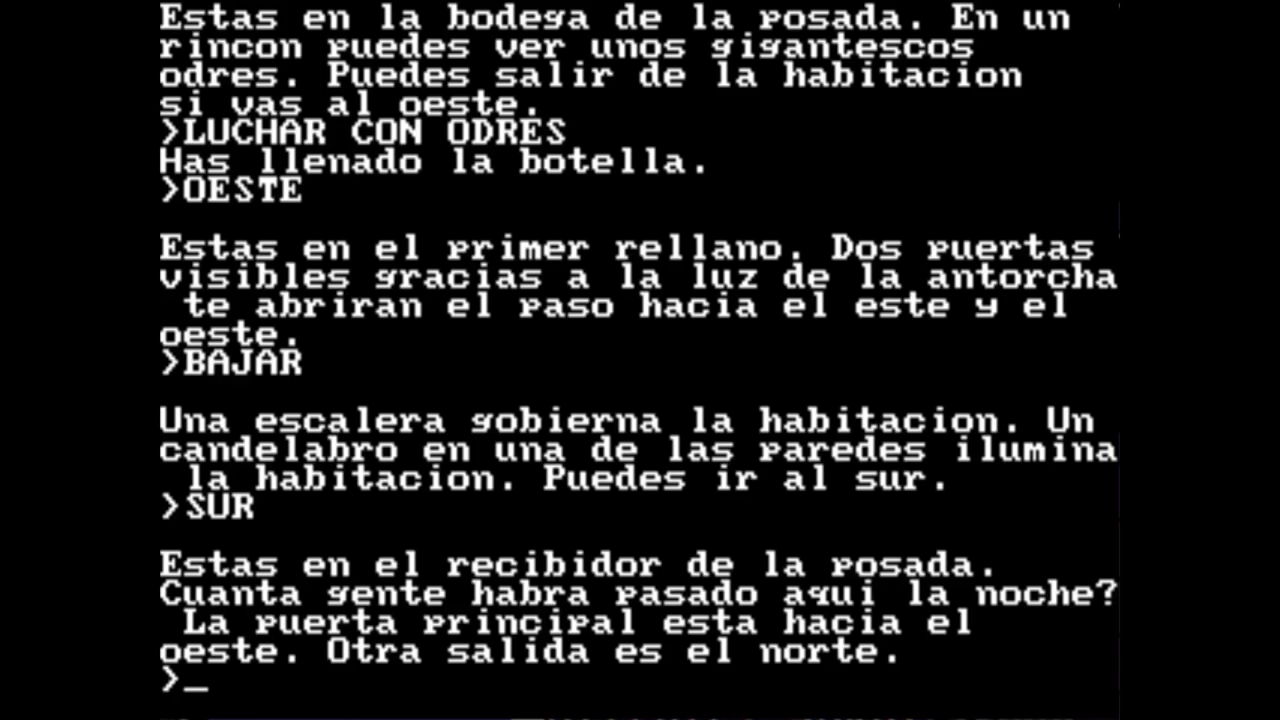 Estas en la bodega de la posada. En un
rincon puedes ver unos gigantescos
odres. Puedes salir de la habitacion
si vas al oeste.
>LUCHAR CON ODRES
Has llenado la botella.
>OESTE
Estas en el primer rellano. Dos puertas
visibles gracias a la luz de la antorcha
te abriran el paso hacia el este y el
oeste.
>BAJAR
Una escalera gobierna la habitacion. Un
candelabro en una de las paredes ilumina
la habitacion. Puedes ir al sur.
>SUR
Estas en el recibidor de la posada.
Cuanta gente habra pasado aqui la noche?
La puerta principal esta hacia el
oeste. Otra salida es el norte.
>_